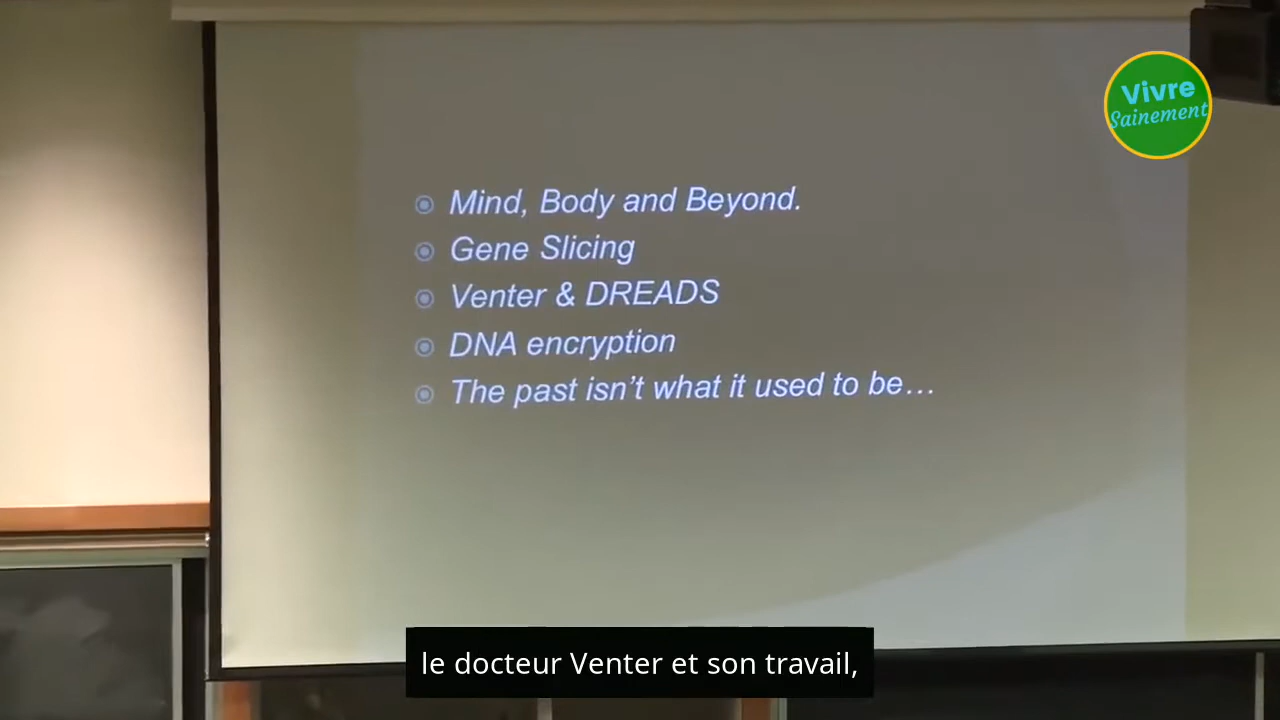 Vivre
Sainement
Mind, Body and Beyond.
Gene Slicing
Venter & DREADS
DNA encryption
The past isn't what it used to be…
le docteur Venter et son travail,